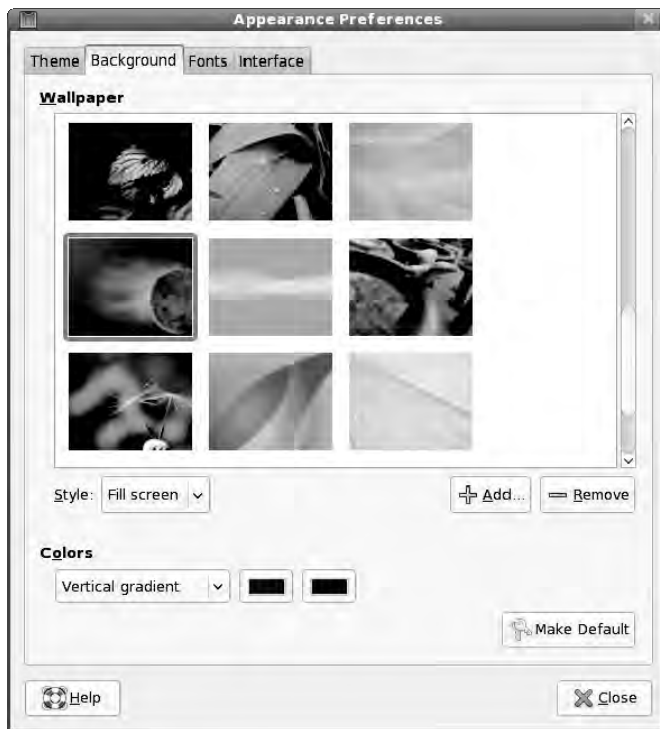 Appearance Preferences
Theme Background Fonts Interface
Wallpaper
Style: Fill screen Add... Remove
Colors
Vertical gradient
Make Default
Help Close